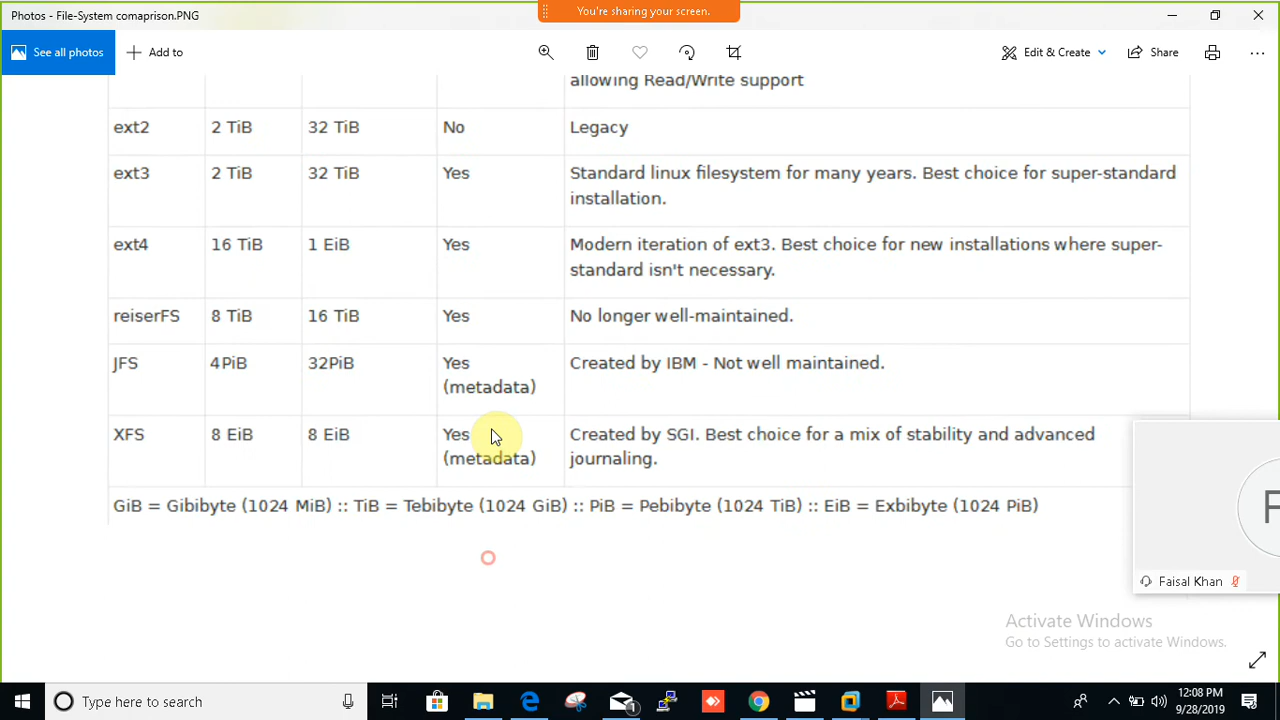 You're sharing your screen.
Photos - File-System comaprison.PNG
See all photos
Add to
Edit & Create
Share
allowing Read/Write support
ext2 2 TiB 32 TiB No Legacy
ext3 2 TiB 32 TiB Yes Standard linux filesystem for many years. Best choice for super-standard
installation.
ext4 16 TiB 1 EiB Yes Modern iteration of ext3. Best choice for new installations where super-
standard isn't necessary.
reiserFS 8 TiB 16 TiB Yes No longer well-maintained.
JFS 4PiB 32PiB Yes Created by IBM - Not well maintained.
(metadata)
XFS 8 EiB 8 EiB Yes Created by SGI. Best choice for a mix of stability and advanced
(metadata) journaling.
GiB = Gibibyte (1024 MiB) :: TiB = Tebibyte (1024 GiB) :: PiB = Pebibyte (1024 TiB) :: EiB = Exbibyte (1024 PiB)
F
Faisal Khan
Activate Windows
Go to Settings to activate Windows.
Type here to search
1
12:08 PM
9/28/2019